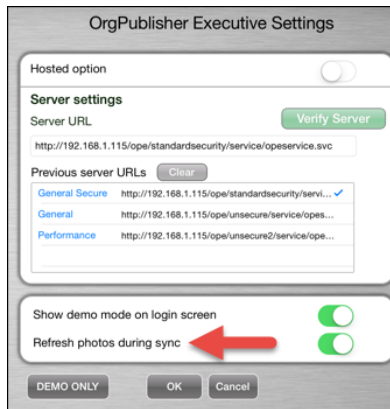 OrgPublisher Executive Settings
Hosted option
Server settings
Server URL
Verify Server
http://192.168.1.115/ope/standardsecurity/service/opeservice.svc
Previous server URLs Clear
General Secure http://192.168.1.115/ope/standardsecurity/servi...
General http://192.168.1.115/ope/unsecure/service/opes...
Performance http://192.168.1.115/ope/unsecure2/service/ope...
Show demo mode on login screen
Refresh photos during sync
DEMO ONLY OK Cancel